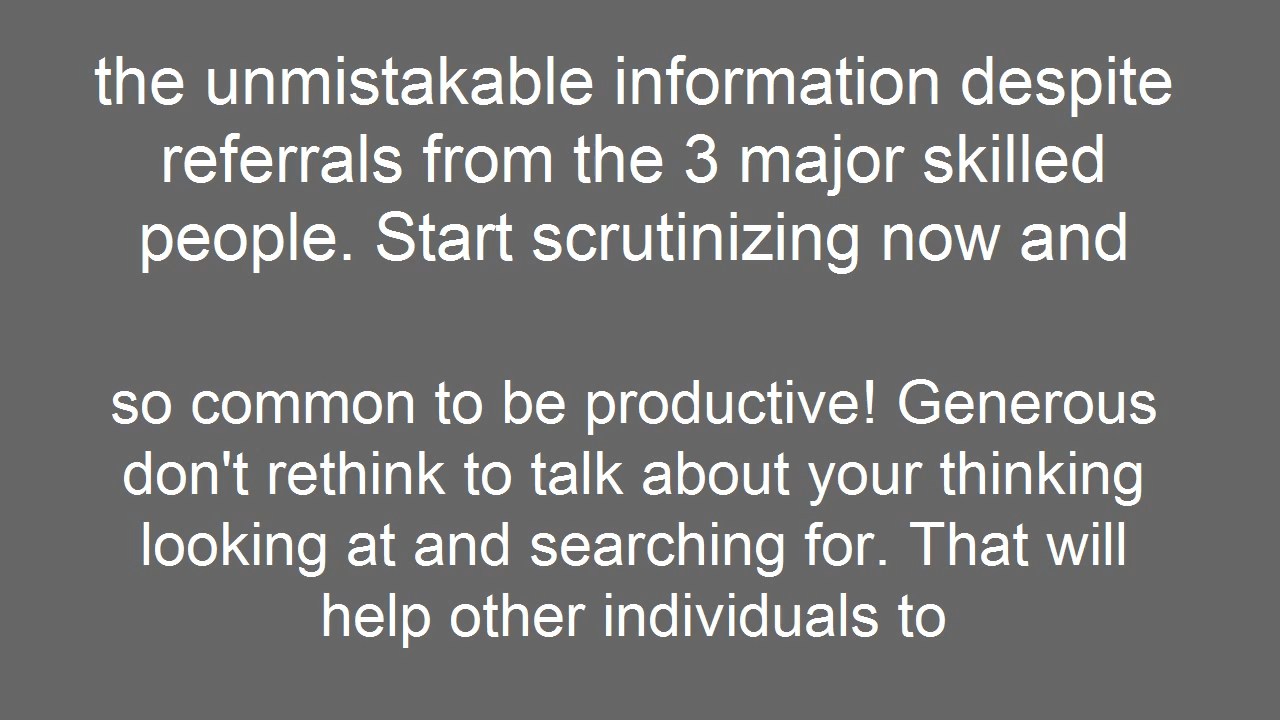 the unmistakable information despite
referrals from the 3 major skilled
people. Start scrutinizing now and
so common to be productive! Generous
don't rethink to talk about your thinking
looking at and searching for. That will
help other individuals to